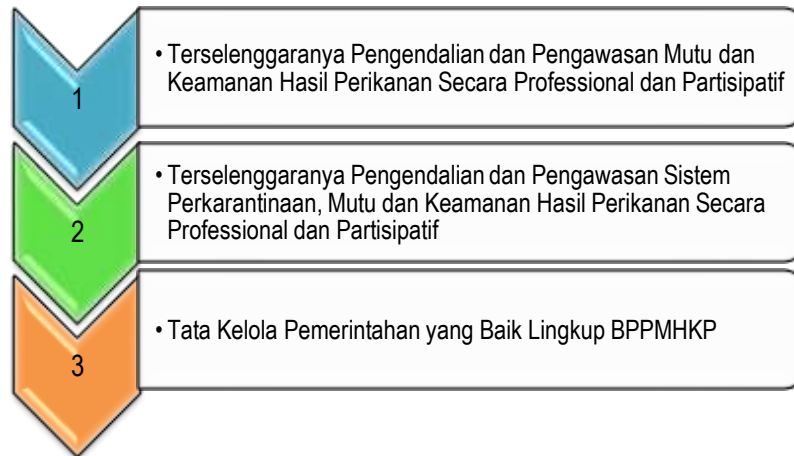 1
• Terselenggaranya Pengendalian dan Pengawasan Mutu dan
Keamanan Hasil Perikanan Secara Professional dan Partisipatif
2
• Terselenggaranya Pengendalian dan Pengawasan Sistem
Perkarantinaan, Mutu dan Keamanan Hasil Perikanan Secara
Professional dan Partisipatif
3
• Tata Kelola Pemerintahan yang Baik Lingkup BPPMHKP